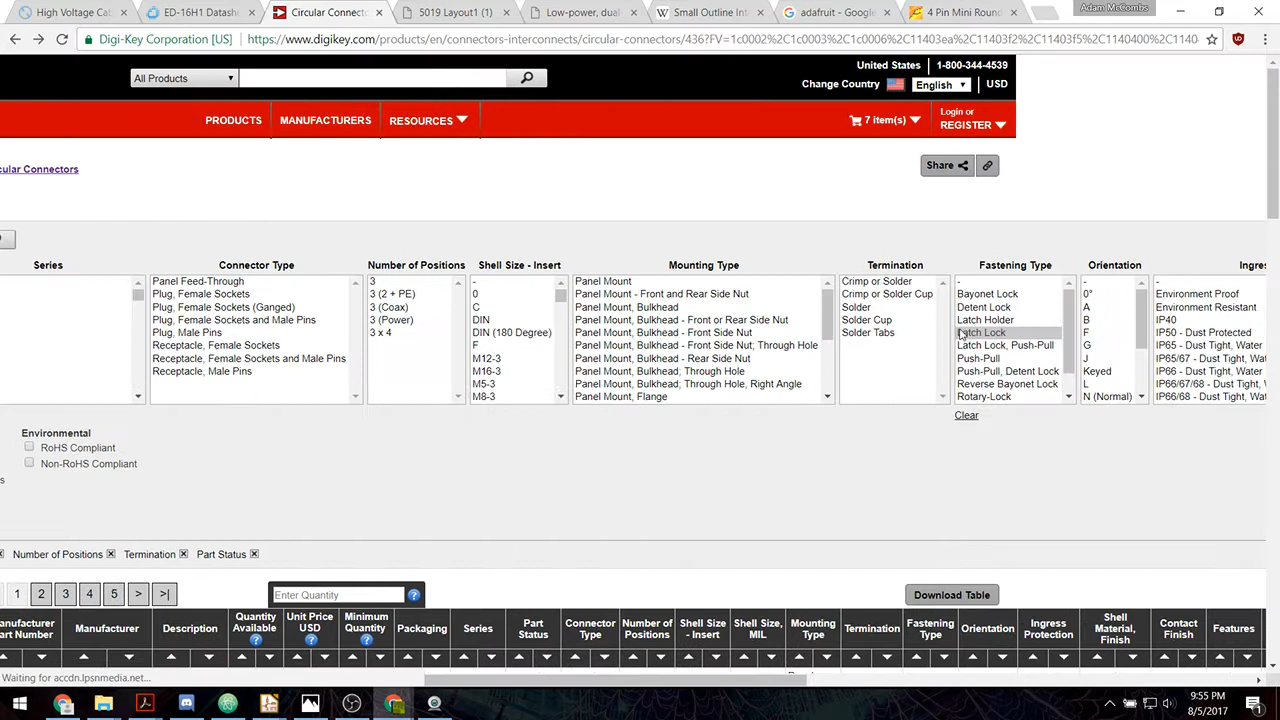 Adam McCombs
High Voltage Cal
ED-16H1 Datashe
Circular Connecto
5019 Layout1 (1)
Low-power, dual
Small Outline Int
adafruit - Google
4 Pin Mini Round
Digi-Key Corporation [US]
https://www.digikey.com/products/en/connectors-interconnects/circular-connectors/436?FV=1c0002%2C1c0003%2C1c0006%2C11403ea%2C11403f2%2C11403f5%2C1140400%2C1140
United States
1-800-344-4539
All Products
Change Country
English
USD
PRODUCTS
MANUFACTURERS
RESOURCES
7 item(s)
Login or
REGISTER
cular Connectors
Share
Series
Connector Type
Number of Positions
Shell Size - Insert
Mounting Type
Termination
Fastening Type
Orientation
Ingres
Panel Feed-Through
Plug, Female Sockets
Plug, Female Sockets (Ganged)
Plug, Female Sockets and Male Pins
Plug, Male Pins
Receptacle, Female Sockets
Receptacle, Female Sockets and Male Pins
Receptacle, Male Pins
3
3 (2 + PE)
3 (Coax)
3 (Power)
3 x 4
-
0
C
DIN
DIN (180 Degree)
F
M12-3
M16-3
M5-3
M8-3
Panel Mount
Panel Mount - Front and Rear Side Nut
Panel Mount, Bulkhead
Panel Mount, Bulkhead - Front or Rear Side Nut
Panel Mount, Bulkhead - Front Side Nut
Panel Mount, Bulkhead - Front Side Nut; Through Hole
Panel Mount, Bulkhead - Rear Side Nut
Panel Mount, Bulkhead; Through Hole
Panel Mount, Bulkhead; Through Hole, Right Angle
Panel Mount, Flange
Crimp or Solder
Crimp or Solder Cup
Solder
Solder Cup
Solder Tabs
-
Bayonet Lock
Detent Lock
Latch Holder
Latch Lock
Latch Lock, Push-Pull
Push-Pull
Push-Pull, Detent Lock
Reverse Bayonet Lock
Rotary-Lock
-
0°
A
B
F
G
J
Keyed
L
N (Normal)
-
Environment Proof
Environment Resistant
IP40
IP50 - Dust Protected
IP65 - Dust Tight, Water
IP65/67 - Dust Tight, Wa
IP66 - Dust Tight, Water
IP66/67/68 - Dust Tight,
IP66/68 - Dust Tight, Wat
Clear
Environmental
RoHS Compliant
Non-RoHS Compliant
s
Number of Positions
Termination
Part Status
1 2 3 4 5 > >|
Enter Quantity
Download Table
anufacturer
art Number
Manufacturer
Description
Quantity
Available
Unit Price
USD
Minimum
Quantity
Packaging
Series
Part
Status
Connector
Type
Number of
Positions
Shell Size
- Insert
Shell Size,
MIL
Mounting
Type
Termination
Fastening
Type
Orientation
Ingress
Protection
Shell
Material,
Finish
Contact
Finish
Features
Waiting for accdn.lpsnmedia.net...
9:55 PM
8/5/2017